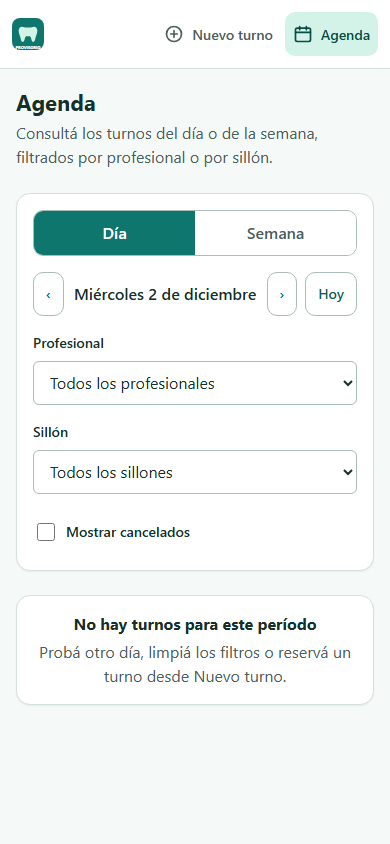 PROVISORIO
Nuevo turno
Agenda
Agenda
Consultá los turnos del día o de la semana,
filtrados por profesional o por sillón.
Día
Semana
‹
Miércoles 2 de diciembre
›
Hoy
Profesional
Todos los profesionales
Sillón
Todos los sillones
Mostrar cancelados
No hay turnos para este período
Probá otro día, limpiá los filtros o reservá un
turno desde Nuevo turno.